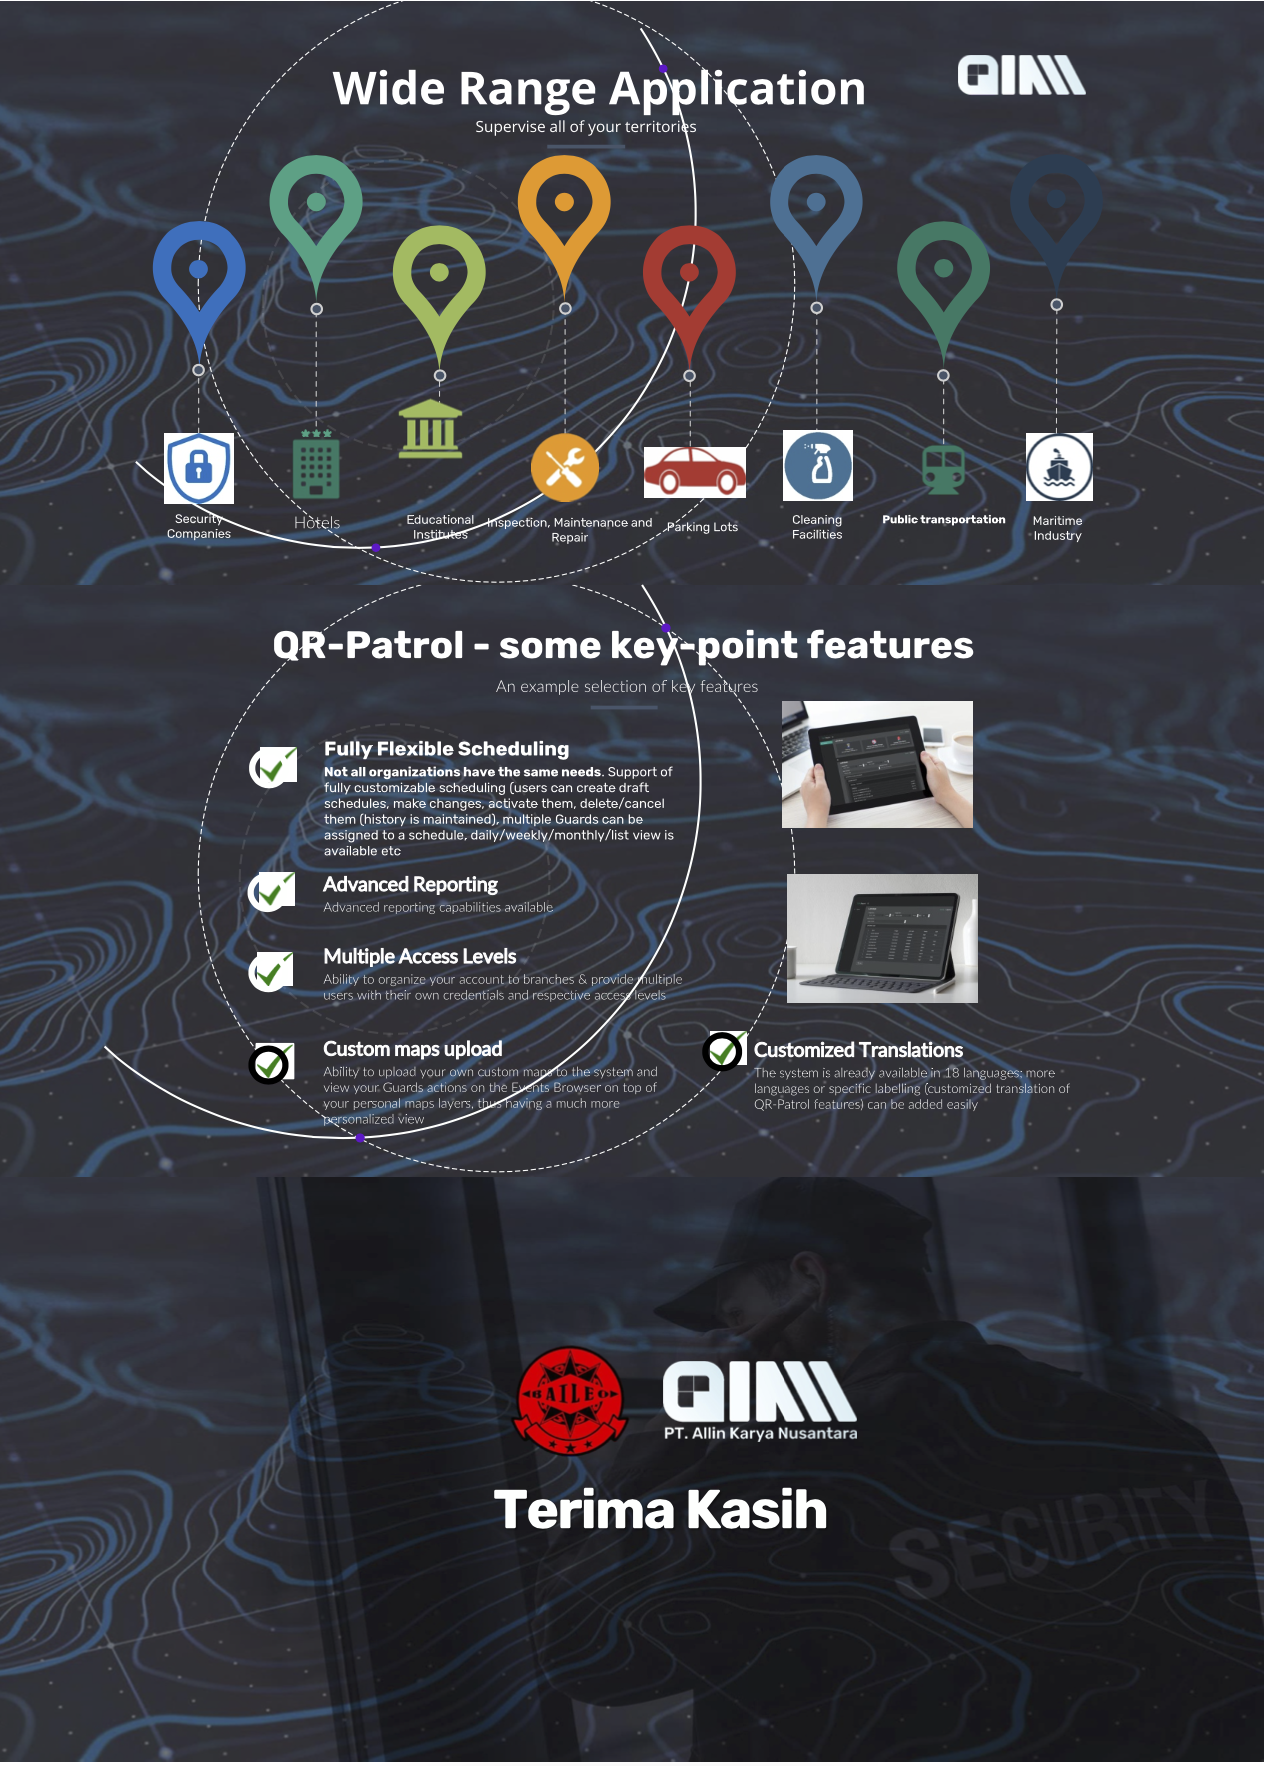 Wide Range Application
Supervise all of your territories
Security
Companies
Hotels
Educational
Institutes
Inspection, Maintenance and
Repair
Parking Lots
Cleaning
Facilities
Public transportation
Maritime
Industry
QR-Patrol - some key-point features
An example selection of key features
Fully Flexible Scheduling
Not all organizations have the same needs. Support of
fully customizable scheduling (users can create draft
schedules, make changes, activate them, delete/cancel
them (history is maintained), multiple Guards can be
assigned to a schedule, daily/weekly/monthly/list view is
available etc
Advanced Reporting
Advanced reporting capabilities available
Multiple Access Levels
Ability to organize your account to branches & provide multiple
users with their own credentials and respective access levels
Custom maps upload
Ability to upload your own custom maps to the system and
view your Guards actions on the Events Browser on top of
your personal maps layers, thus having a much more
personalized view
Customized Translations
The system is already available in 18 languages; more
languages or specific labelling (customized translation of
QR-Patrol features) can be added easily
BAILEO
PT. Allin Karya Nusantara
Terima Kasih
SECURITY